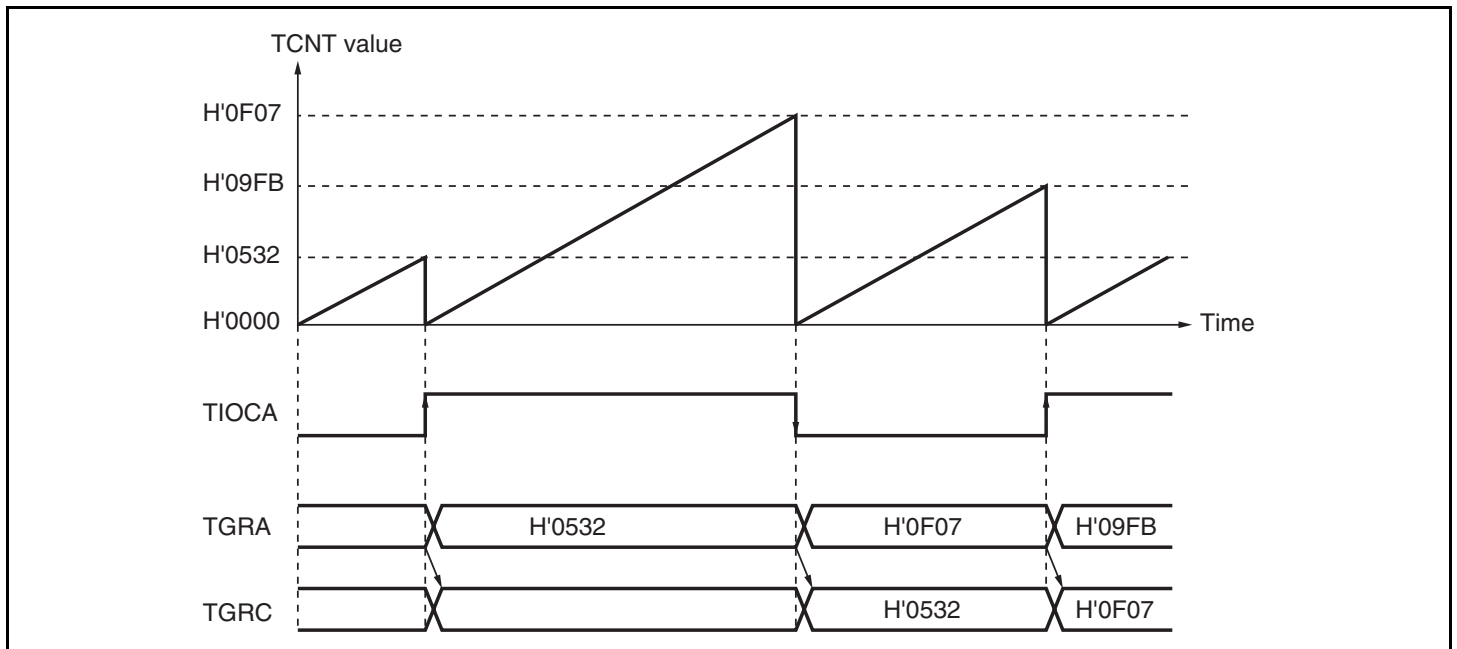 TCNT value
H'0F07
H'09FB
H'0532
H'0000
Time
TIOCA
TGRA H'0532 H'0F07 H'09FB
TGRC H'0532 H'0F07